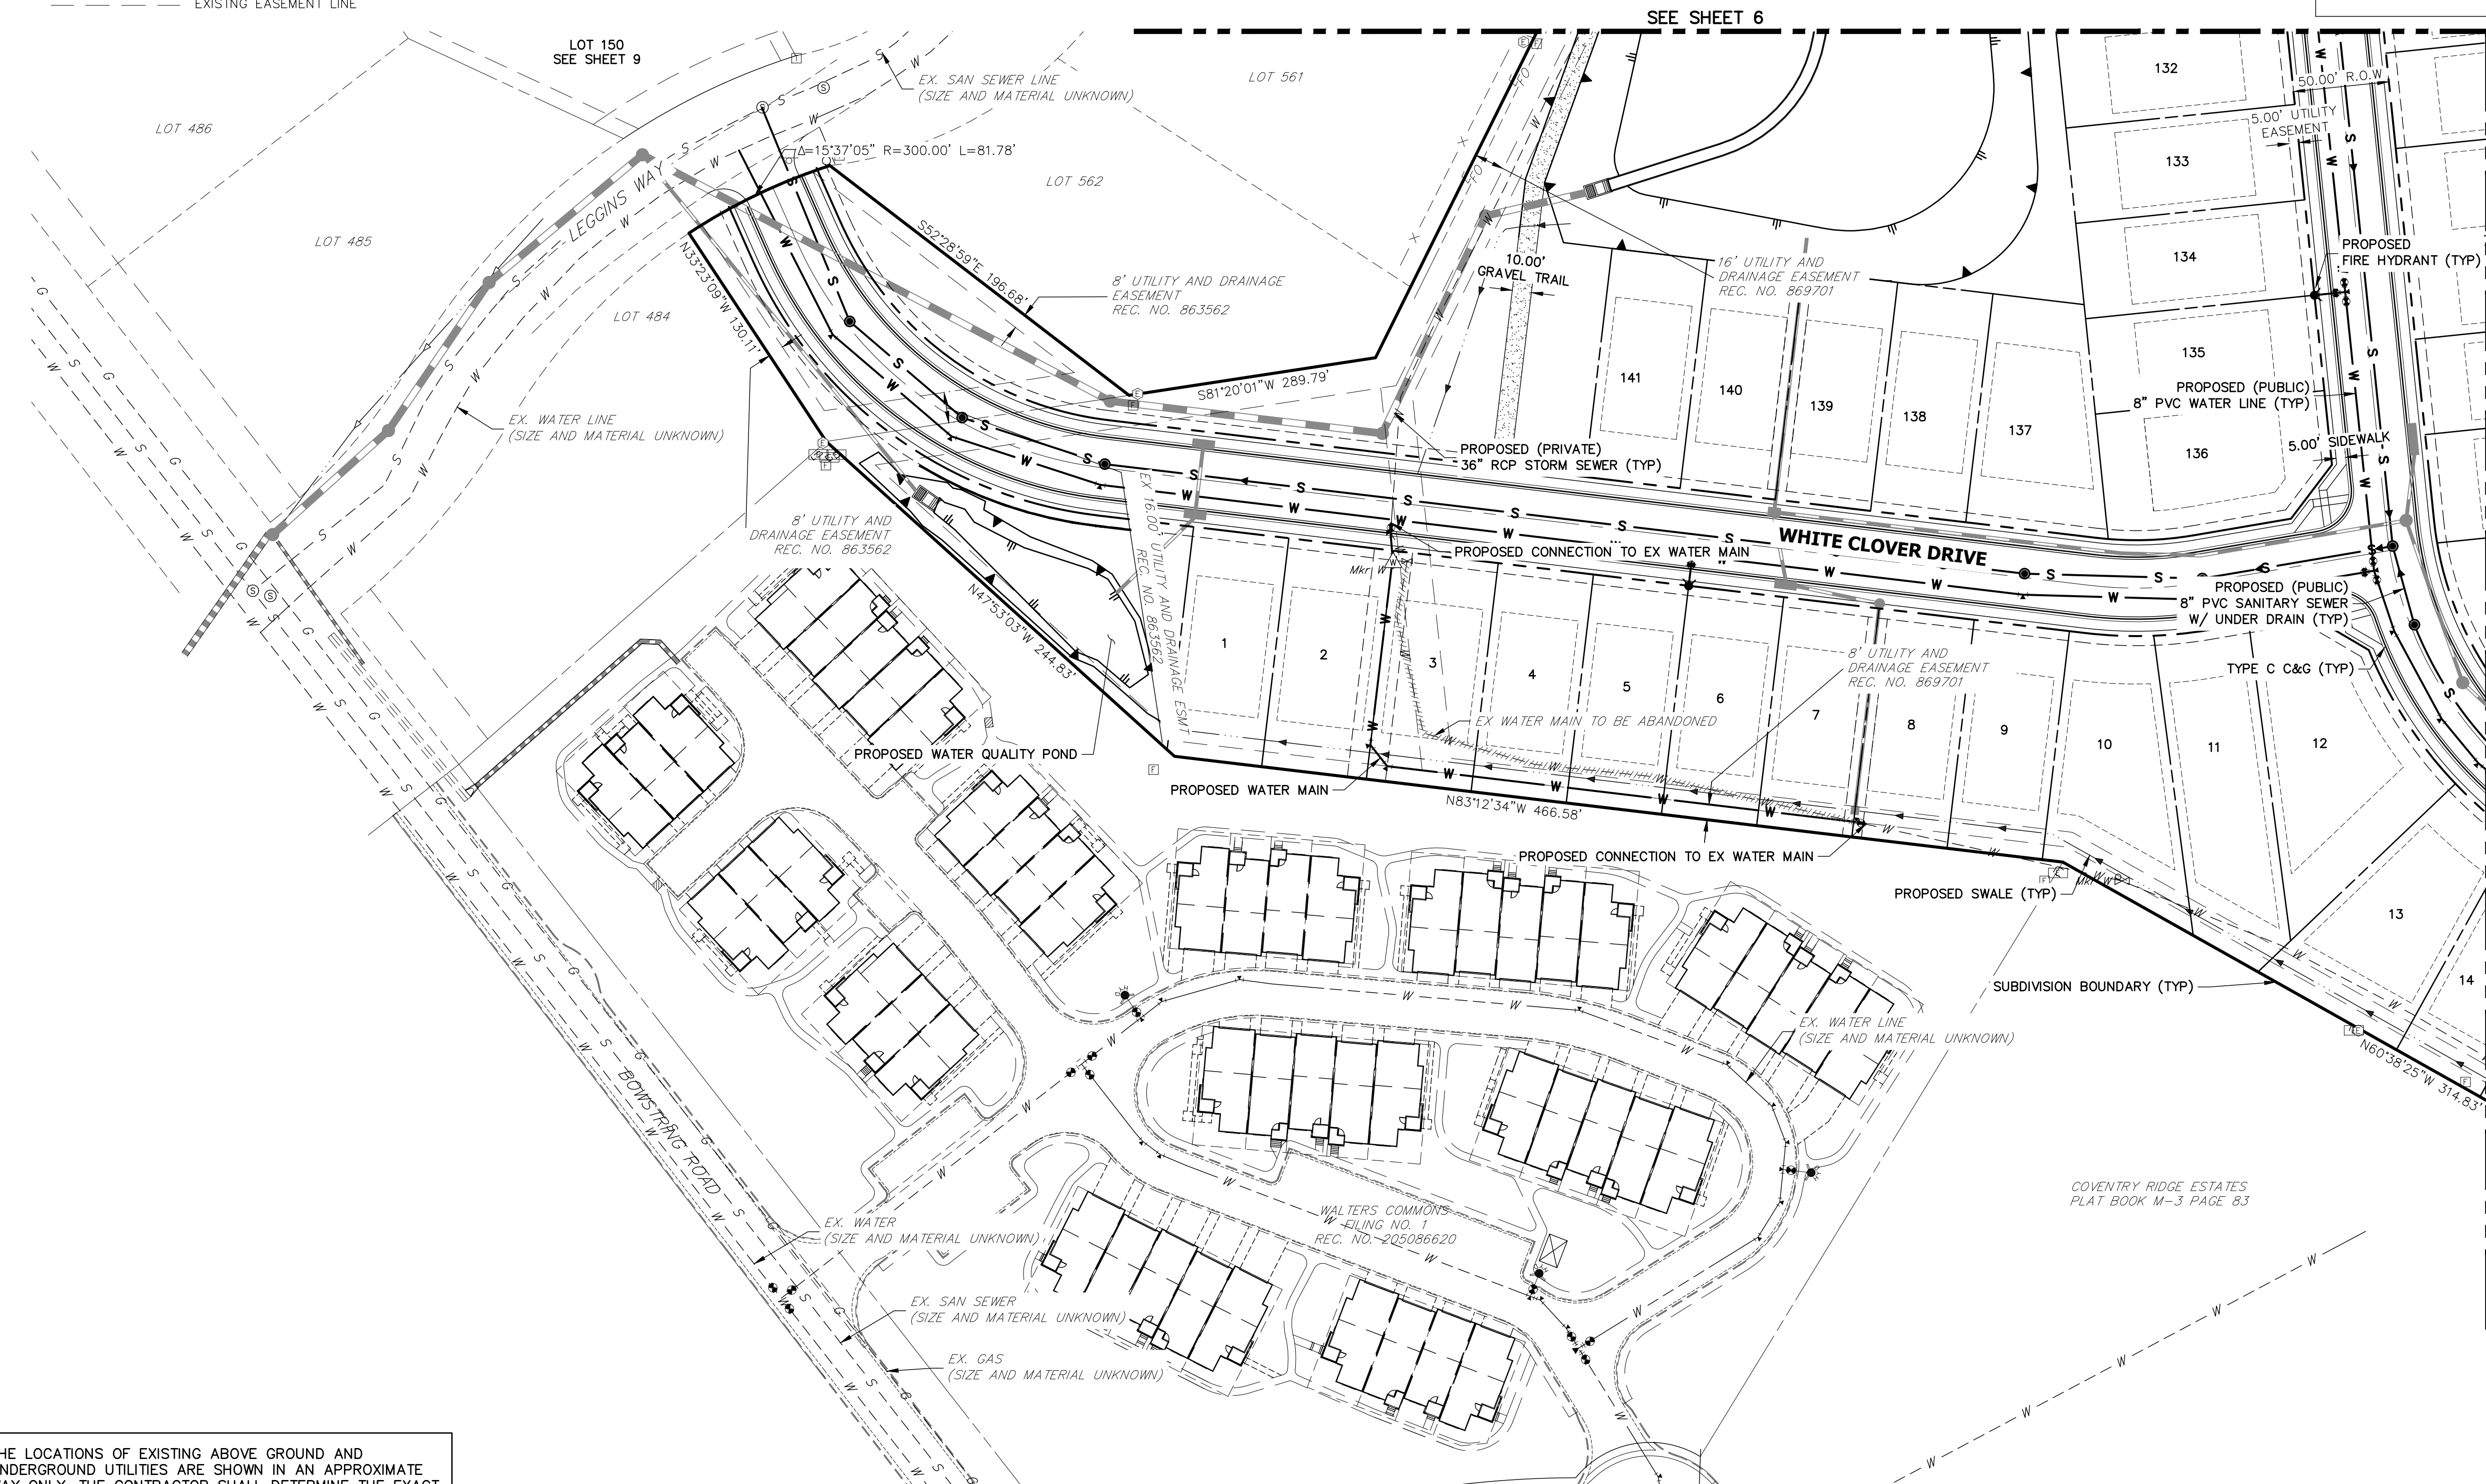 EXISTNG EASEMENT LINE
SEE SHEET 6
LOT 150
SEE SHEET 9
LOT 486
LOT 485
LOT 484
LOT 561
LOT 562
EX. SAN SEWER LINE
(SIZE AND MATERIAL UNKNOWN)
Δ=15°37'05" R=300.00' L=81.78'
LEGGINS WAY
S52°28'59"E 196.68'
N33°23'09"W 130.11'
8' UTILITY AND DRAINAGE
EASEMENT
REC. NO. 863562
S81°20'01"W 289.79'
EX. WATER LINE
(SIZE AND MATERIAL UNKNOWN)
10.00'
GRAVEL TRAIL
16' UTILITY AND
DRAINAGE EASEMENT
REC. NO. 869701
50.00' R.O.W
5.00' UTILITY
EASEMENT
132
133
134
135
136
PROPOSED
FIRE HYDRANT (TYP)
PROPOSED (PUBLIC)
8" PVC WATER LINE (TYP)
5.00' SIDEWALK
141
140
139
138
137
PROPOSED (PRIVATE)
36" RCP STORM SEWER (TYP)
8' UTILITY AND
DRAINAGE EASEMENT
REC. NO. 863562
EX 16.00' UTILITY AND DRAINAGE ESM'T
REC. NO. 863562
PROPOSED CONNECTION TO EX WATER MAIN
WHITE CLOVER DRIVE
Mkr W
PROPOSED (PUBLIC)
8" PVC SANITARY SEWER
W/ UNDER DRAIN (TYP)
TYPE C C&G (TYP)
N47°53'03"W 244.83'
1
2
3
4
5
6
7
8
9
10
11
12
13
14
8' UTILITY AND
DRAINAGE EASEMENT
REC. NO. 869701
EX WATER MAIN TO BE ABANDONED
PROPOSED WATER QUALITY POND
PROPOSED WATER MAIN
N83°12'34"W 466.58'
PROPOSED CONNECTION TO EX WATER MAIN
PROPOSED SWALE (TYP)
SUBDIVISION BOUNDARY (TYP)
N60°38'25"W 314.83'
EX. WATER LINE
(SIZE AND MATERIAL UNKNOWN)
BOWSTRING ROAD
COVENTRY RIDGE ESTATES
PLAT BOOK M-3 PAGE 83
WALTERS COMMONS
FILING NO. 1
REC. NO. 205086620
EX. WATER
(SIZE AND MATERIAL UNKNOWN)
EX. SAN SEWER
(SIZE AND MATERIAL UNKNOWN)
EX. GAS
(SIZE AND MATERIAL UNKNOWN)
HE LOCATIONS OF EXISTING ABOVE GROUND AND
NDERGROUND UTILITIES ARE SHOWN IN AN APPROXIMATE
AY ONLY. THE CONTRACTOR SHALL DETERMINE THE EXACT